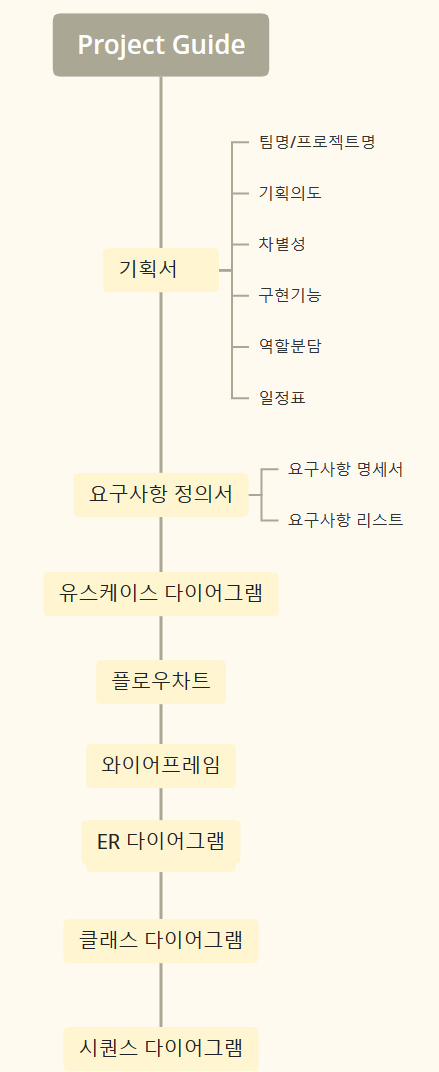 Project Guide
팀명/프로젝트명
기획의도
차별성
기획서
구현기능
역할분담
일정표
요구사항 명세서
요구사항 정의서
요구사항 리스트
유스케이스 다이어그램
플로우차트
와이어프레임
ER 다이어그램
클래스 다이어그램
시퀀스 다이어그램